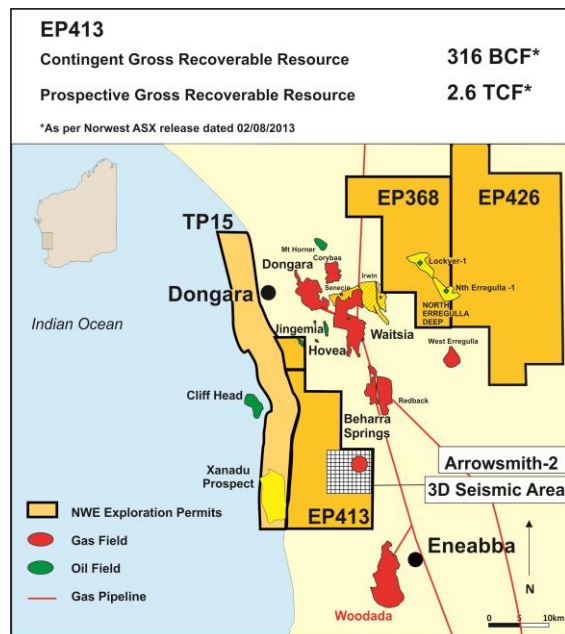 EP413
Contingent Gross Recoverable Resource 316 BCF*
Prospective Gross Recoverable Resource 2.6 TCF*
*As per Norwest ASX release dated 02/08/2013
EP368
EP426
TP15
Mt Horner
Corybas
Dongara
Senecio
Irwin
Lockyer-1
Nth Erregulla -1
Dongara
NORTH
ERREGULLA
DEEP
Indian Ocean
Jingemia
Waitsia
Hovea
West Erregulla
Cliff Head
Redback
Beharra
Springs
Arrowsmith-2
Xanadu
Prospect
3D Seismic Area
NWE Exploration Permits
EP413
Gas Field
Eneabba
Oil Field
N
Gas Pipeline
Woodada
0 5 10km